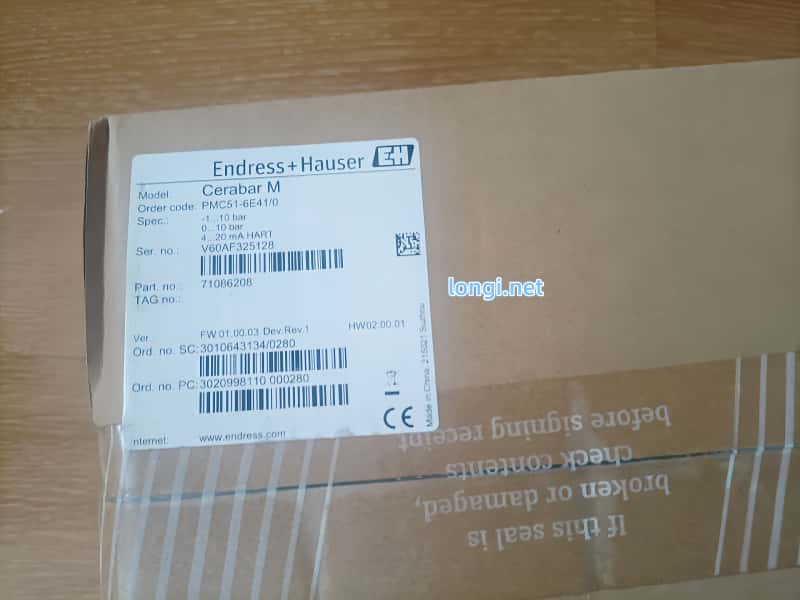 Endress+Hauser EH
Model: Cerabar M
Order code: PMC51-6E41/0
Spec.: -1...10 bar
0...10 bar
4...20 mA HART
Ser. no.: V60AF325128
Part. no.: 71086208
TAG no.:
Ver. FW 01.00.03. Dev.Rev.1 HW02.00.01
Ord. no. SC: 3010643134/0280
Ord. no. PC: 3020998110 000280
nternet: www.endress.com
CE
Made in China, 215021 Suzhou
longi.net
If this seal is
broken or damaged,
check contents
before signing receipt